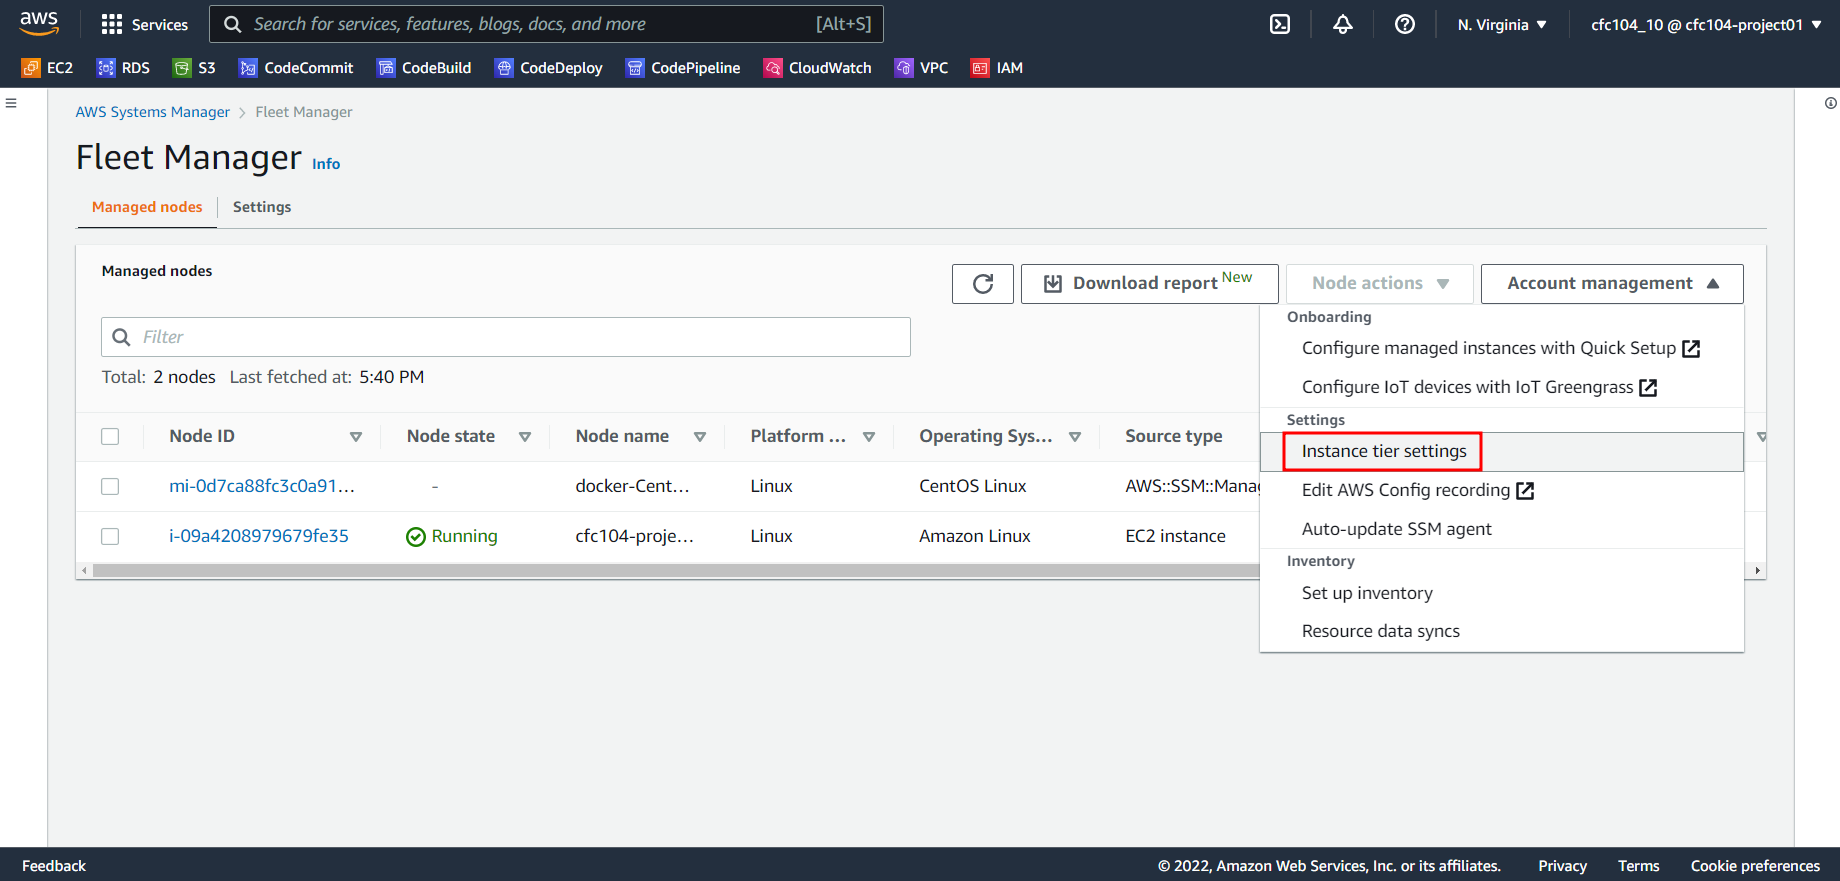 aws Services Search for services, features, blogs, docs, and more [Alt+S] N. Virginia cfc104_10 @ cfc104-project01
EC2 RDS S3 CodeCommit CodeBuild CodeDeploy CodePipeline CloudWatch VPC IAM
AWS Systems Manager > Fleet Manager
Fleet Manager Info
Managed nodes Settings
Managed nodes
Download report New Node actions Account management
Filter
Total: 2 nodes Last fetched at: 5:40 PM
Onboarding
Configure managed instances with Quick Setup
Configure IoT devices with IoT Greengrass
Settings
Instance tier settings
Edit AWS Config recording
Auto-update SSM agent
Inventory
Set up inventory
Resource data syncs
Node ID Node state Node name Platform ... Operating Sys... Source type
mi-0d7ca88fc3c0a91... - docker-Cent... Linux CentOS Linux AWS::SSM::Manag
i-09a4208979679fe35 Running cfc104-proje... Linux Amazon Linux EC2 instance
Feedback © 2022, Amazon Web Services, Inc. or its affiliates. Privacy Terms Cookie preferences